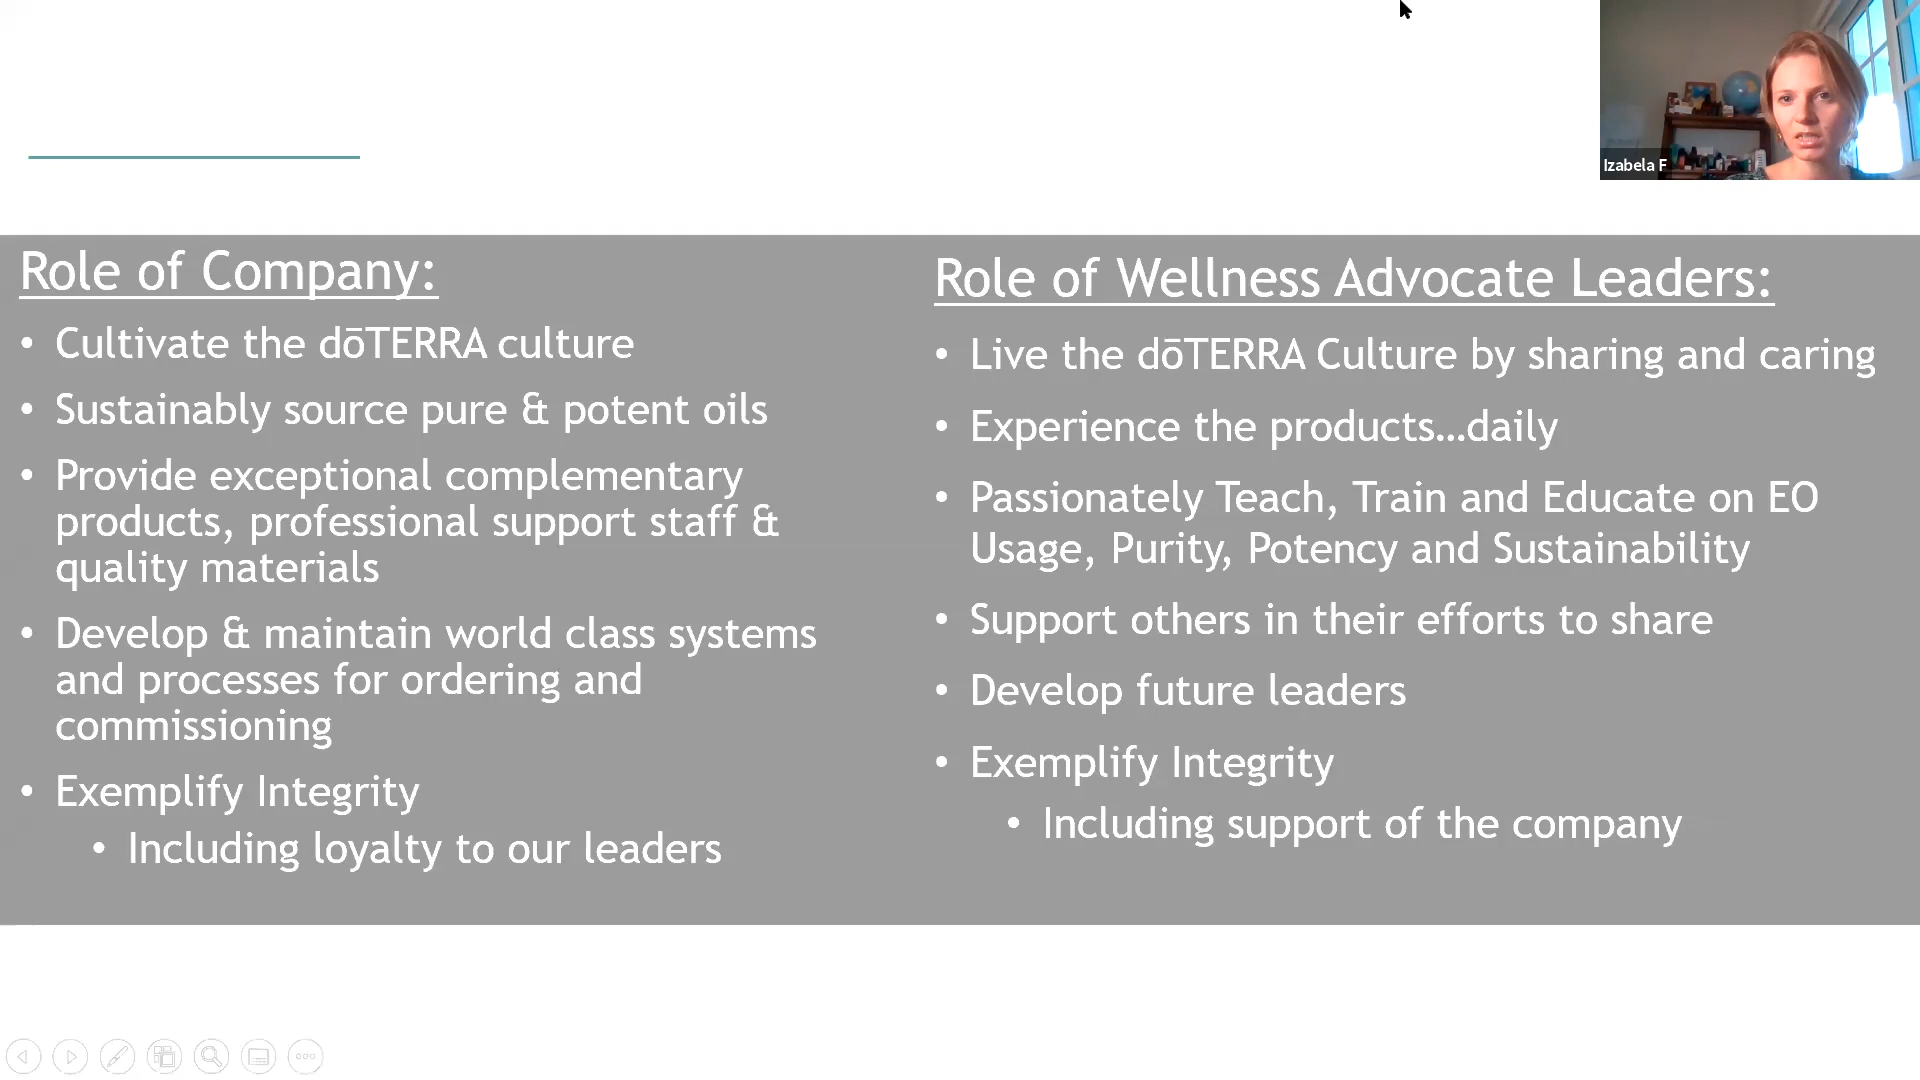 Izabela F
Role of Company:
• Cultivate the dōTERRA culture
• Sustainably source pure & potent oils
• Provide exceptional complementary
products, professional support staff &
quality materials
• Develop & maintain world class systems
and processes for ordering and
commissioning
• Exemplify Integrity
• Including loyalty to our leaders
Role of Wellness Advocate Leaders:
• Live the dōTERRA Culture by sharing and caring
• Experience the products...daily
• Passionately Teach, Train and Educate on EO
Usage, Purity, Potency and Sustainability
• Support others in their efforts to share
• Develop future leaders
• Exemplify Integrity
• Including support of the company